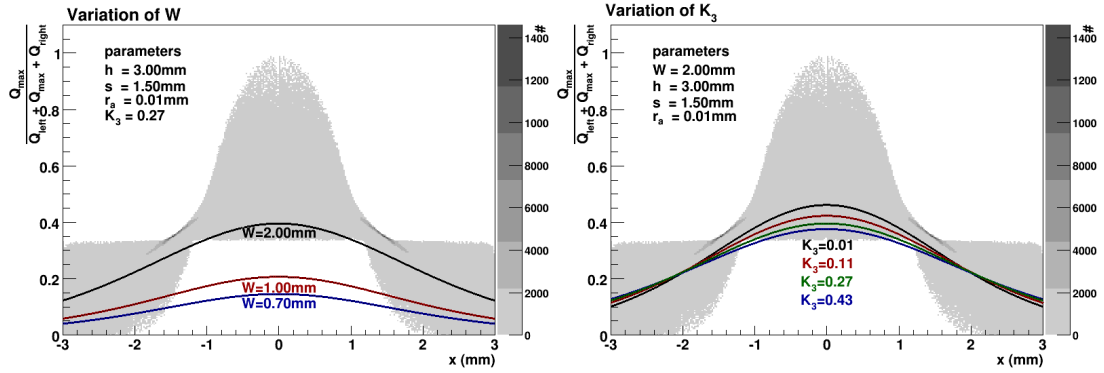 Variation of W
Q_max
Q_left + Q_max + Q_right
parameters
h = 3.00mm
s = 1.50mm
r_a = 0.01mm
K_3 = 0.27
1
0.8
0.6
0.4
0.2
0
W=2.00mm
W=1.00mm
W=0.70mm
-3 -2 -1 0 1 2 3
x (mm)
#
1400
1200
10000
8000
6000
4000
2000
0
Variation of K_3
Q_max
Q_left + Q_max + Q_right
parameters
W = 2.00mm
h = 3.00mm
s = 1.50mm
r_a = 0.01mm
1
0.8
0.6
0.4
0.2
0
K_3=0.01
K_3=0.11
K_3=0.27
K_3=0.43
-3 -2 -1 0 1 2 3
x (mm)
#
1400
1200
10000
8000
6000
4000
2000
0